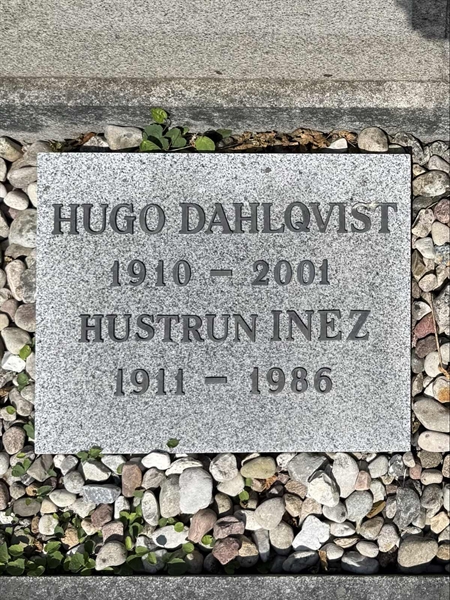 HUGO DAHLQVIST
1910 – 2001
HUSTRUN INEZ
1911 – 1986